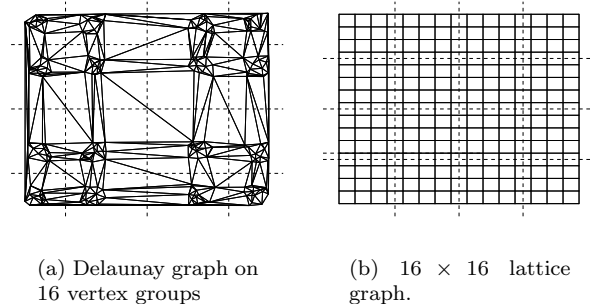 (a) Delaunay graph on
16 vertex groups
(b) 16 × 16 lattice
graph.